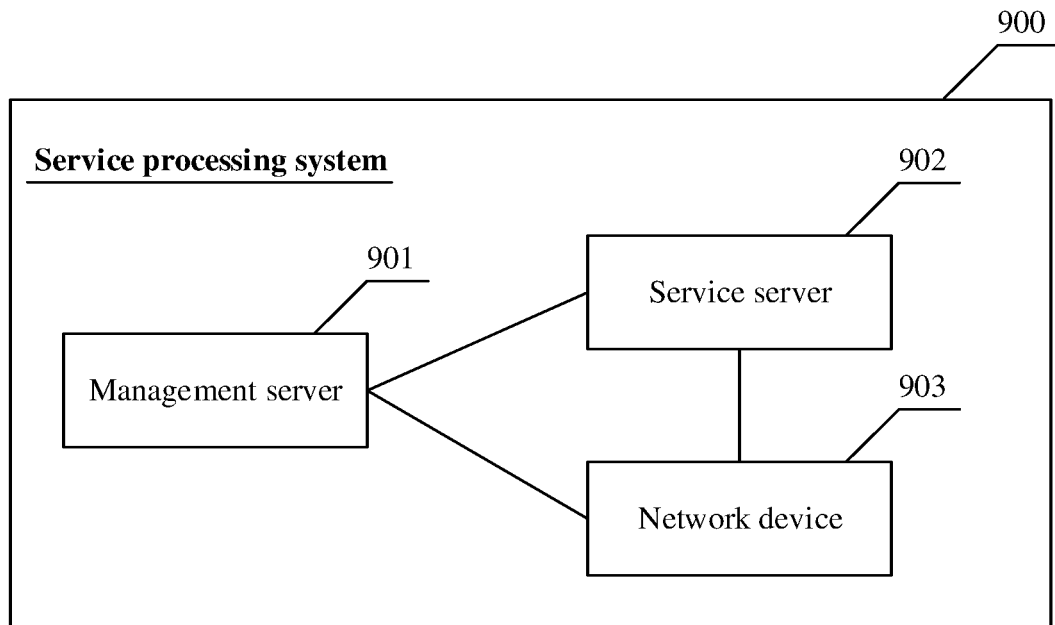 900
Service processing system
902
901
Service server
Management server
903
Network device